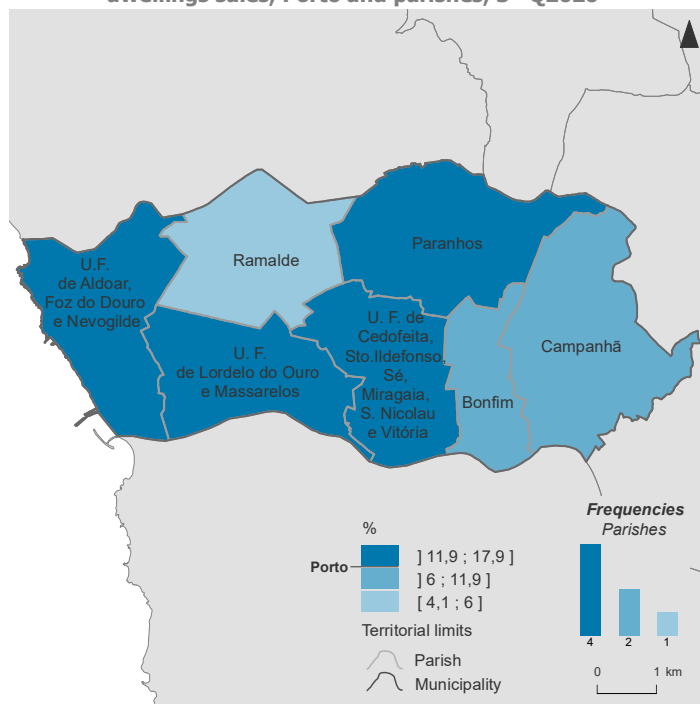 Ramalde
Paranhos
U.F.
de Aldoar,
Foz do Douro
e Nevogilde
U. F.
de Lordelo do Ouro
e Massarelos
U. F. de
Cedofeita,
Sto.Ildefonso,
Sé,
Miragaia,
S. Nicolau
e Vitória
Bonfim
Campanhã
%
Porto
] 11,9 ; 17,9 ]
] 6 ; 11,9 ]
[ 4,1 ; 6 ]
Territorial limits
Parish
Municipality
Frequencies
Parishes
4 2 1
0 1 km